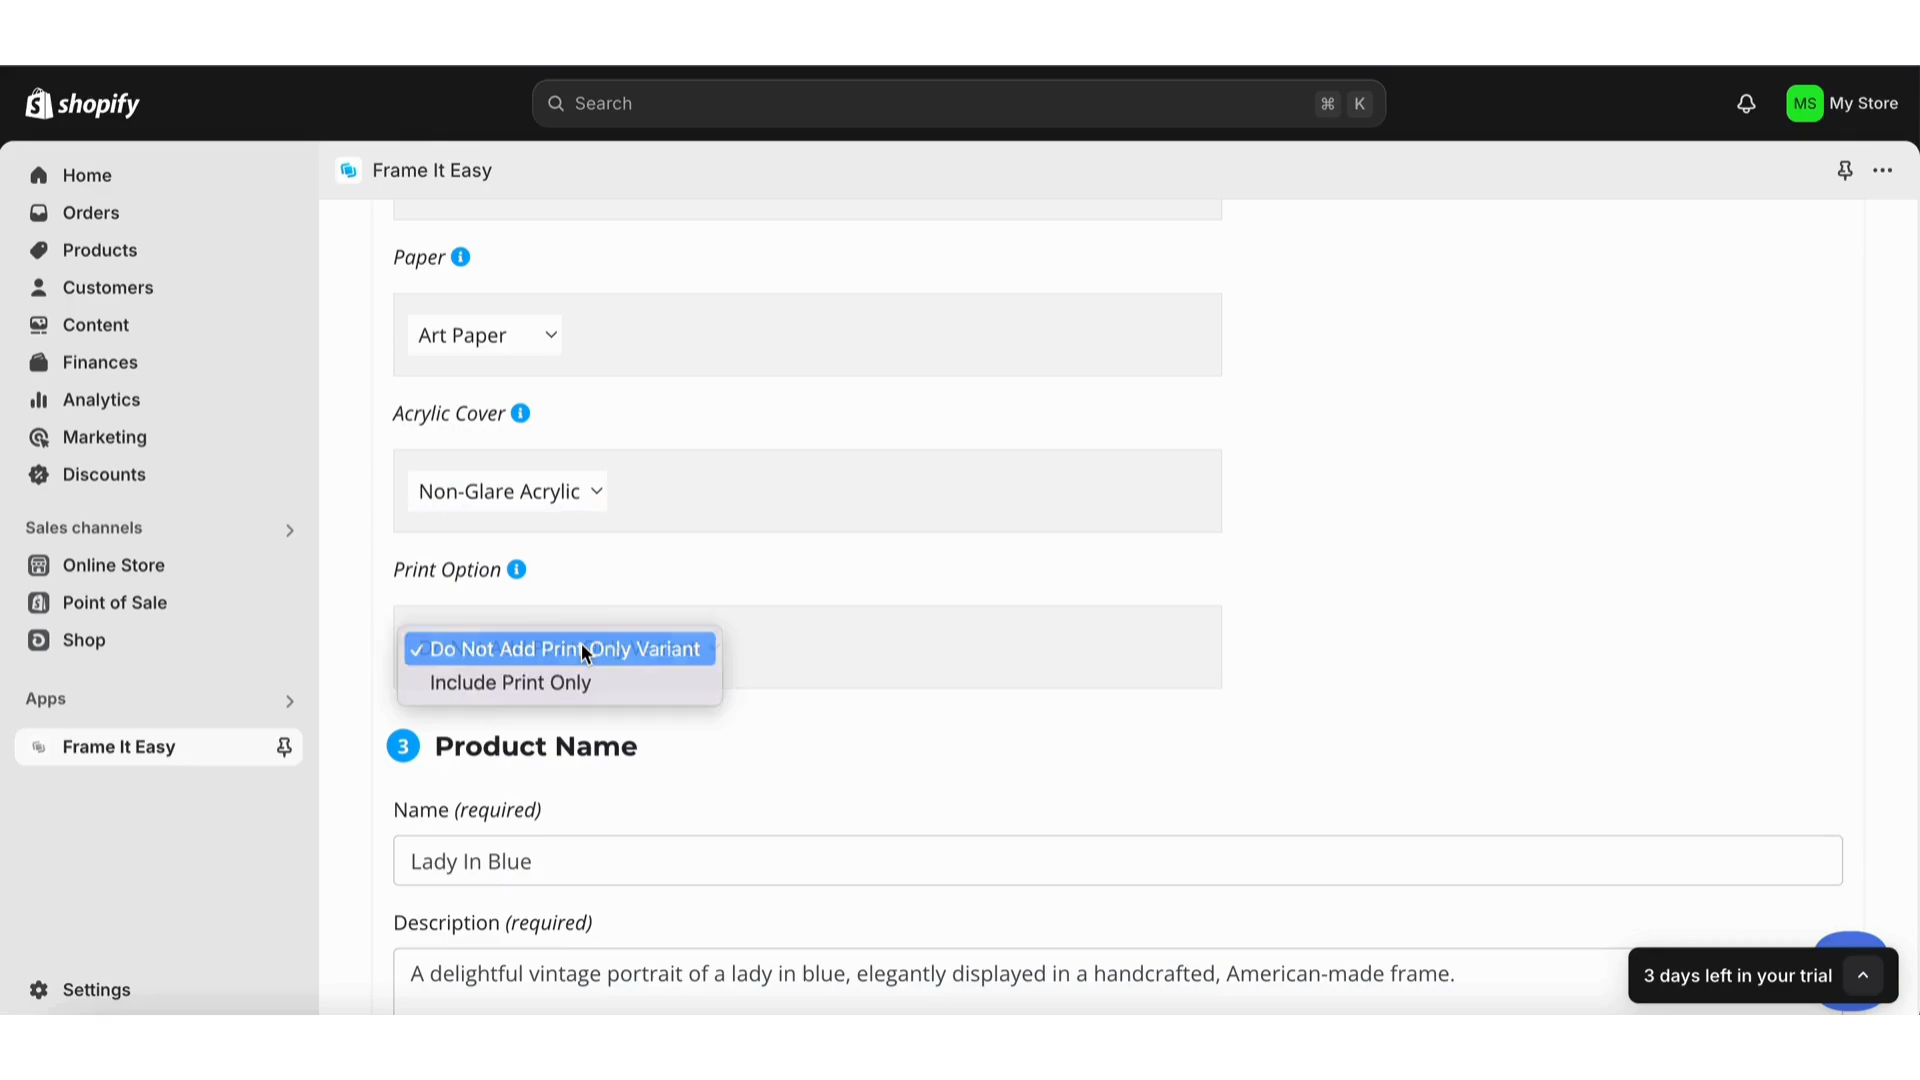 shopify
Search
⌘ K
MS My Store
Home
Orders
Products
Customers
Content
Finances
Analytics
Marketing
Discounts
Sales channels
Online Store
Point of Sale
Shop
Apps
Frame It Easy
Settings
Frame It Easy
Paper i
Art Paper
Acrylic Cover i
Non-Glare Acrylic
Print Option i
✓ Do Not Add Print Only Variant
Include Print Only
3 Product Name
Name (required)
Lady In Blue
Description (required)
A delightful vintage portrait of a lady in blue, elegantly displayed in a handcrafted, American-made frame.
3 days left in your trial